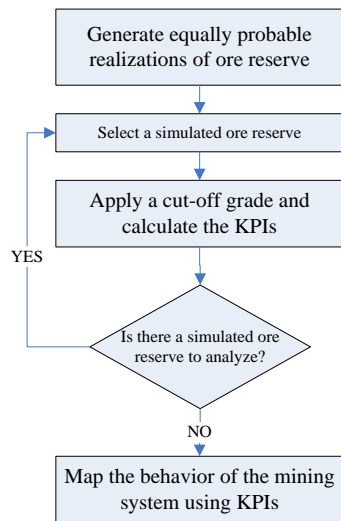 Generate equally probable
realizations of ore reserve
Select a simulated ore reserve
Apply a cut-off grade and
calculate the KPIs
YES
Is there a simulated ore
reserve to analyze?
NO
Map the behavior of the mining
system using KPIs